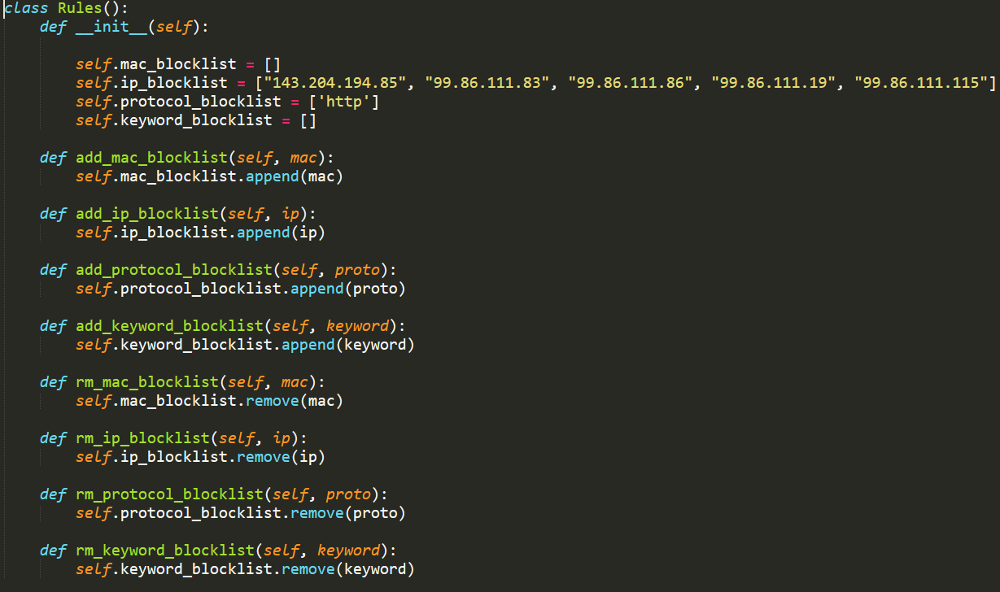 class Rules():
    def __init__(self):

        self.mac_blocklist = []
        self.ip_blocklist = ["143.204.194.85", "99.86.111.83", "99.86.111.86", "99.86.111.19", "99.86.111.115"]
        self.protocol_blocklist = ['http']
        self.keyword_blocklist = []

    def add_mac_blocklist(self, mac):
        self.mac_blocklist.append(mac)

    def add_ip_blocklist(self, ip):
        self.ip_blocklist.append(ip)

    def add_protocol_blocklist(self, proto):
        self.protocol_blocklist.append(proto)

    def add_keyword_blocklist(self, keyword):
        self.keyword_blocklist.append(keyword)

    def rm_mac_blocklist(self, mac):
        self.mac_blocklist.remove(mac)

    def rm_ip_blocklist(self, ip):
        self.ip_blocklist.remove(ip)

    def rm_protocol_blocklist(self, proto):
        self.protocol_blocklist.remove(proto)

    def rm_keyword_blocklist(self, keyword):
        self.keyword_blocklist.remove(keyword)